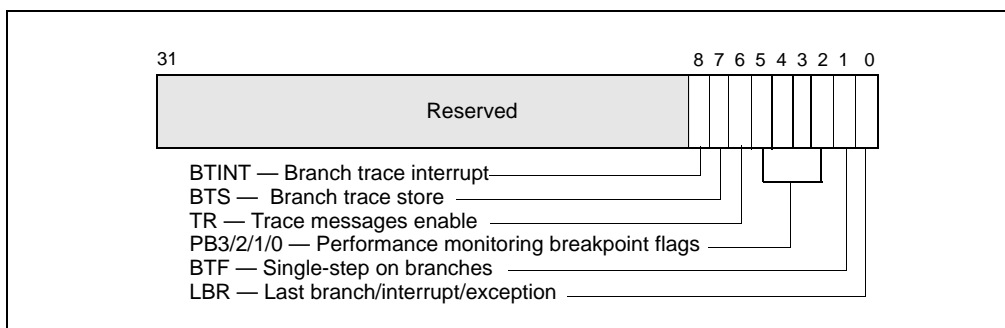 31 8 7 6 5 4 3 2 1 0
Reserved
BTINT — Branch trace interrupt
BTS — Branch trace store
TR — Trace messages enable
PB3/2/1/0 — Performance monitoring breakpoint flags
BTF — Single-step on branches
LBR — Last branch/interrupt/exception